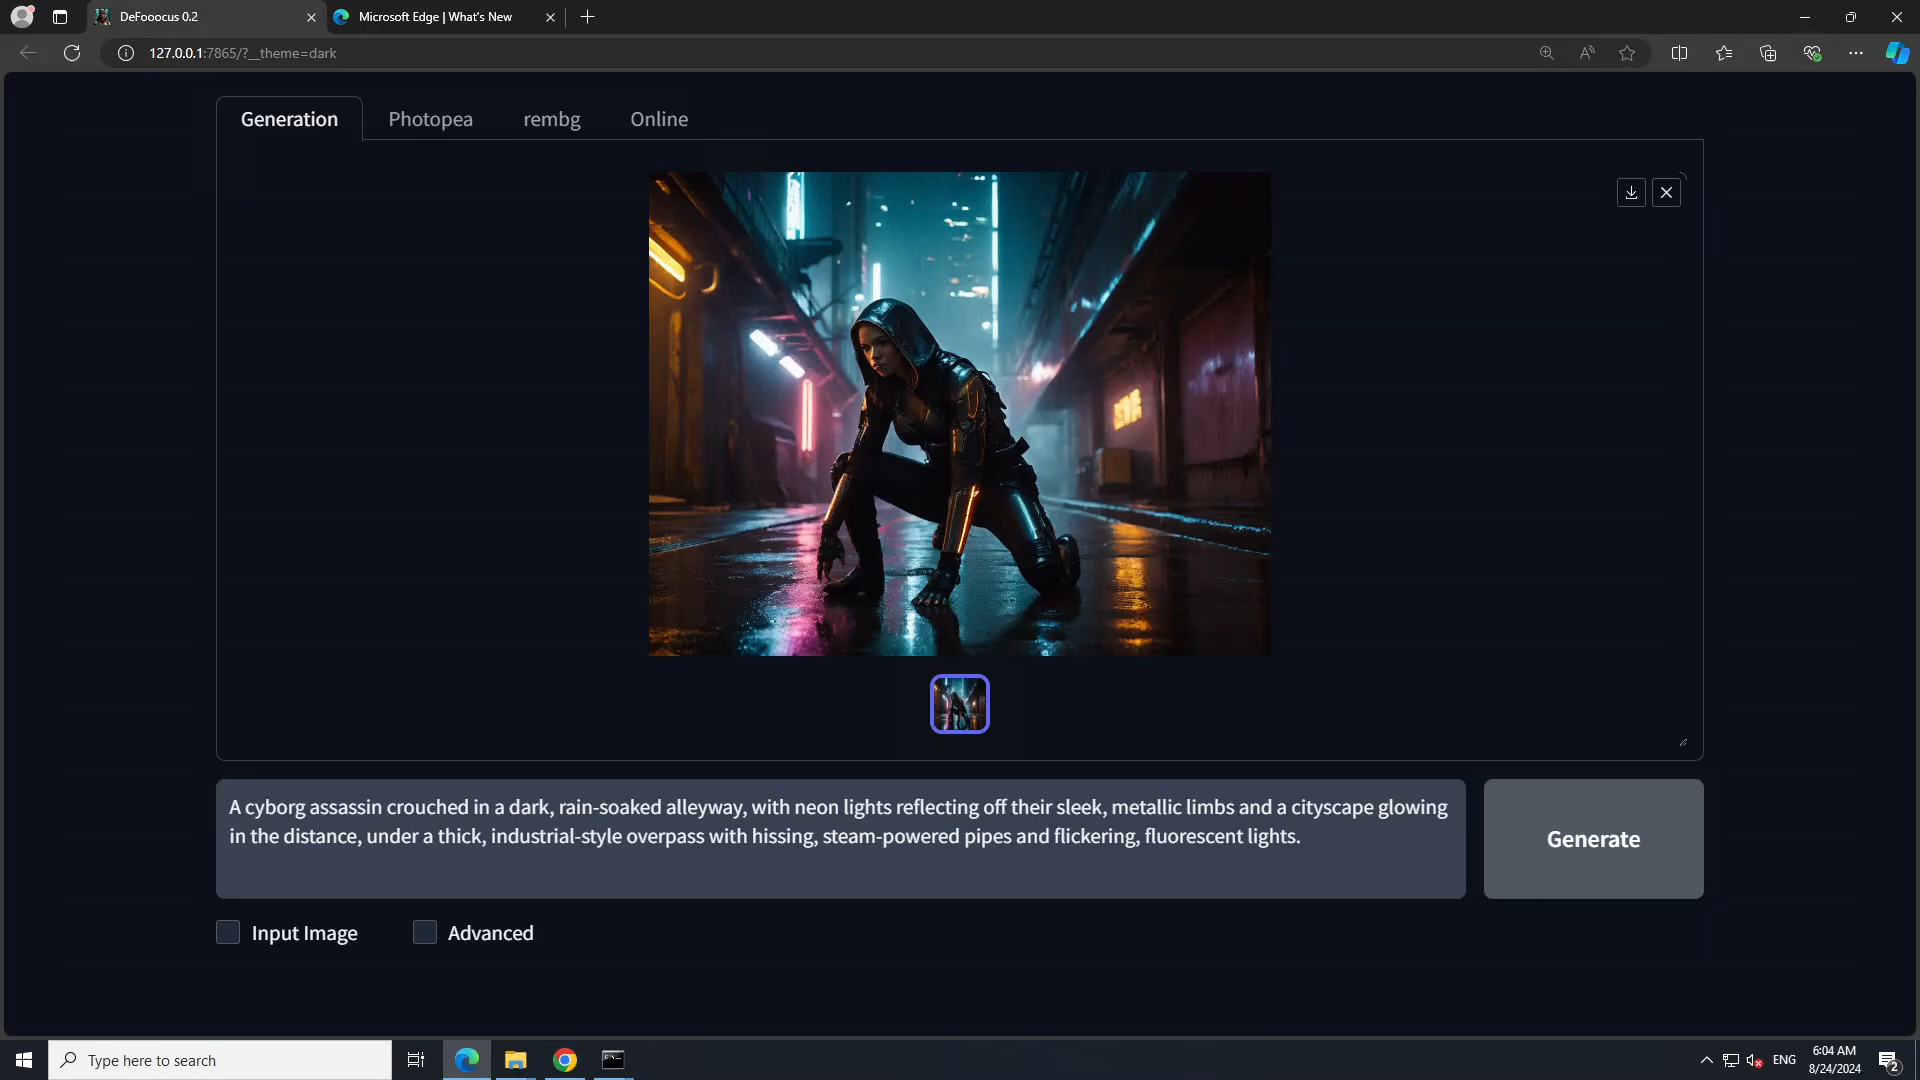 DeFooocus 0.2
Microsoft Edge | What's New
127.0.0.1:7865/?__theme=dark
Generation
Photopea
rembg
Online
A cyborg assassin crouched in a dark, rain-soaked alleyway, with neon lights reflecting off their sleek, metallic limbs and a cityscape glowing
in the distance, under a thick, industrial-style overpass with hissing, steam-powered pipes and flickering, fluorescent lights.
Generate
Input Image
Advanced
Type here to search
ENG
6:04 AM
8/24/2024
2